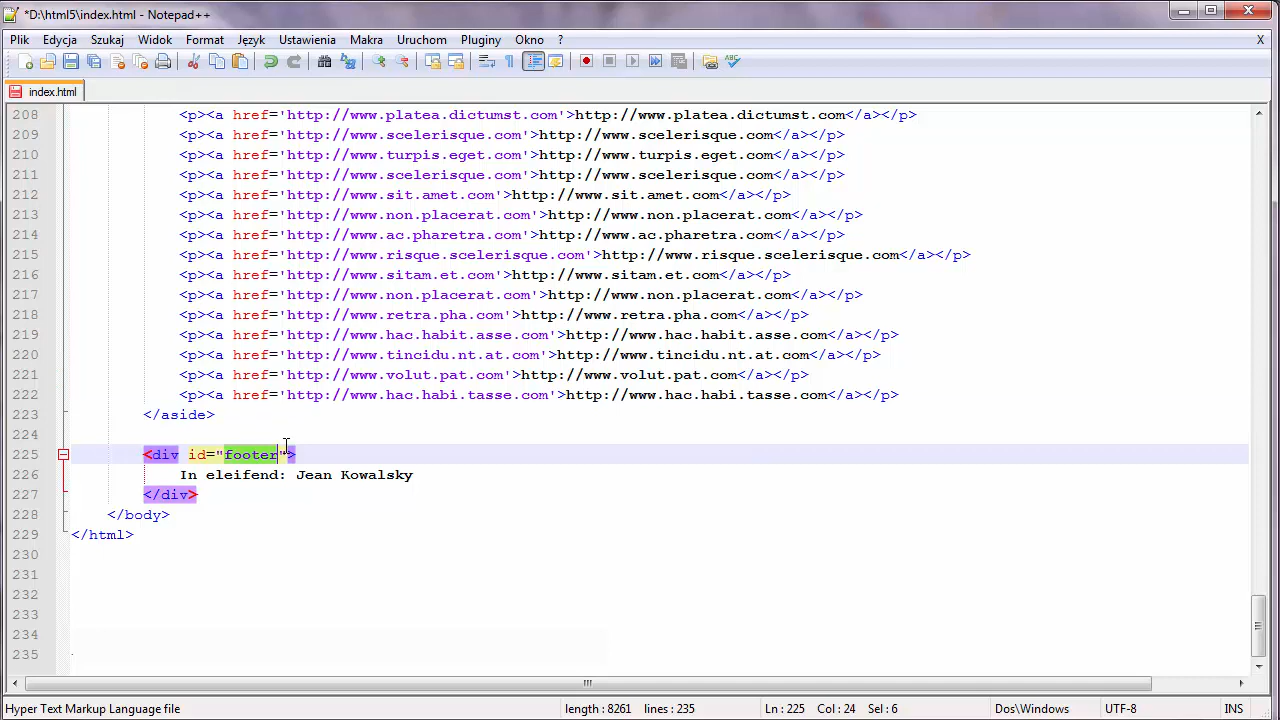 *D:\html5\index.html - Notepad++
Plik Edycja Szukaj Widok Format Język Ustawienia Makra Uruchom Pluginy Okno ? X
index.html
208 <p><a href='http://www.platea.dictumst.com'>http://www.platea.dictumst.com</a></p>
209 <p><a href='http://www.scelerisque.com'>http://www.scelerisque.com</a></p>
210 <p><a href='http://www.turpis.eget.com'>http://www.turpis.eget.com</a></p>
211 <p><a href='http://www.scelerisque.com'>http://www.scelerisque.com</a></p>
212 <p><a href='http://www.sit.amet.com'>http://www.sit.amet.com</a></p>
213 <p><a href='http://www.non.placerat.com'>http://www.non.placerat.com</a></p>
214 <p><a href='http://www.ac.pharetra.com'>http://www.ac.pharetra.com</a></p>
215 <p><a href='http://www.risque.scelerisque.com'>http://www.risque.scelerisque.com</a></p>
216 <p><a href='http://www.sitam.et.com'>http://www.sitam.et.com</a></p>
217 <p><a href='http://www.non.placerat.com'>http://www.non.placerat.com</a></p>
218 <p><a href='http://www.retra.pha.com'>http://www.retra.pha.com</a></p>
219 <p><a href='http://www.hac.habit.asse.com'>http://www.hac.habit.asse.com</a></p>
220 <p><a href='http://www.tincidu.nt.at.com'>http://www.tincidu.nt.at.com</a></p>
221 <p><a href='http://www.volut.pat.com'>http://www.volut.pat.com</a></p>
222 <p><a href='http://www.hac.habi.tasse.com'>http://www.hac.habi.tasse.com</a></p>
223 </aside>
224
225 <div id="footer">
226 In eleifend: Jean Kowalsky
227 </div>
228 </body>
229 </html>
230
231
232
233
234
235
Hyper Text Markup Language file length : 8261 lines : 235 Ln : 225 Col : 24 Sel : 6 Dos\Windows UTF-8 INS